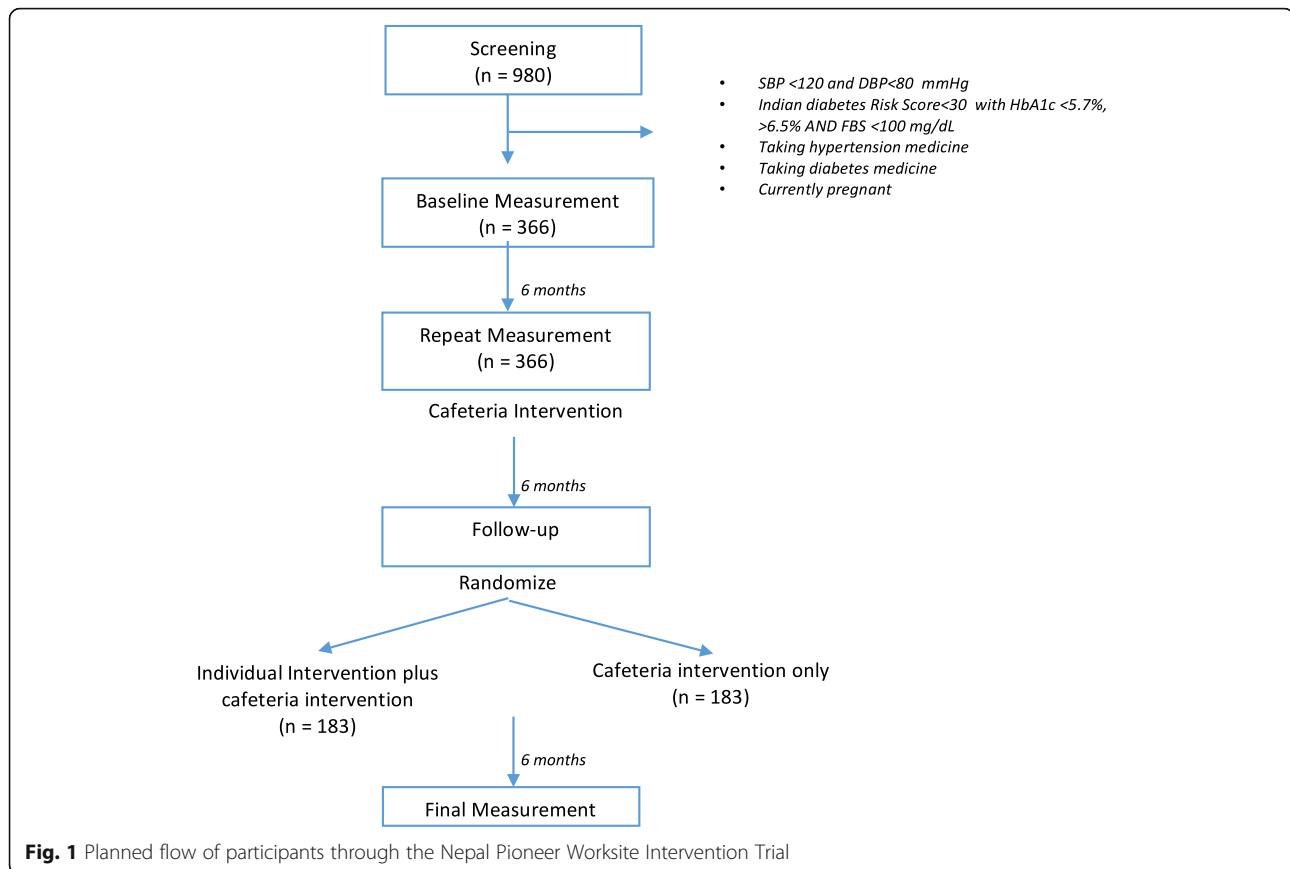 Screening
(n = 980)
• SBP <120 and DBP<80 mmHg
• Indian diabetes Risk Score<30 with HbA1c <5.7%,
>6.5% AND FBS <100 mg/dL
• Taking hypertension medicine
• Taking diabetes medicine
• Currently pregnant
Baseline Measurement
(n = 366)
6 months
Repeat Measurement
(n = 366)
Cafeteria Intervention
6 months
Follow-up
Randomize
Individual Intervention plus
cafeteria intervention
(n = 183)
Cafeteria intervention only
(n = 183)
6 months
Final Measurement
Fig. 1 Planned flow of participants through the Nepal Pioneer Worksite Intervention Trial